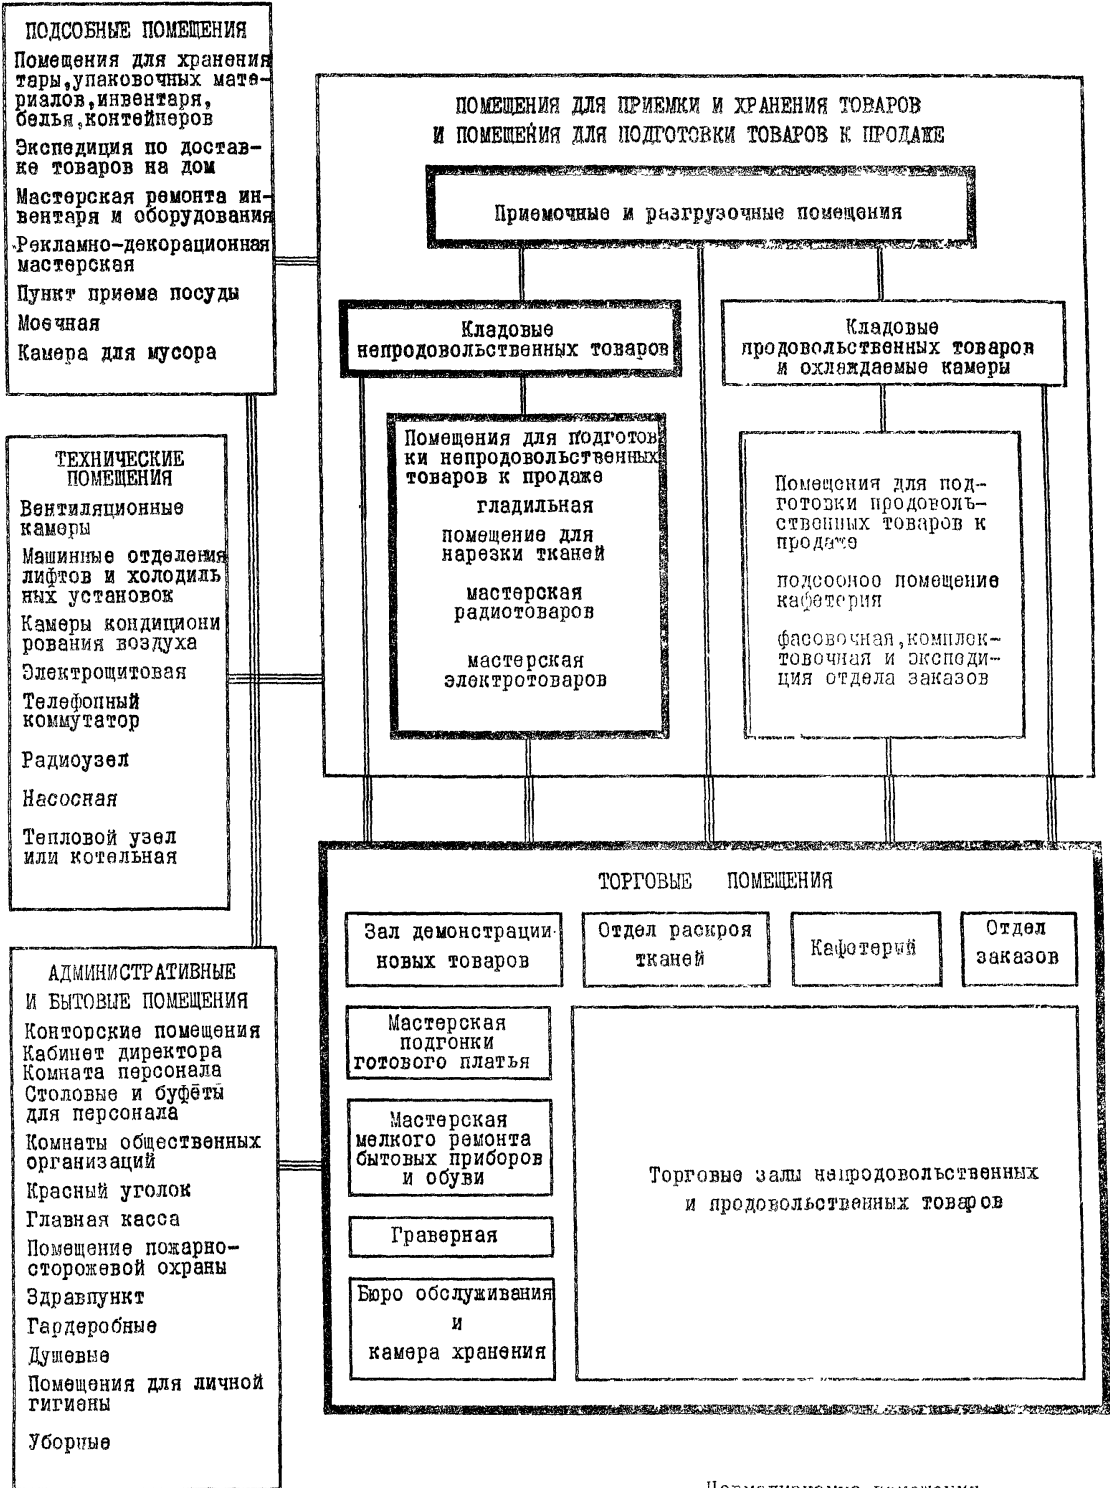 ПОДСОБНЫЕ ПОМЕЩЕНИЯ
Помещения для хранения
тары,упаковочных мате-
риалов,инвентаря,
белья,контейнеров
Экспедиция по достав-
ке товаров на дом
Мастерская ремонта ин-
вентаря и оборудования
Рекламно-декорационная
мастерская
Пункт приема посуды
Моечная
Камера для мусора
ТЕХНИЧЕСКИЕ
ПОМЕЩЕНИЯ
Вентиляционные
камеры
Машинные отделения
лифтов и холодиль
ных установок
Камеры кондициони
рования воздуха
Электрощитовая
Телефонный
коммутатор
Радиоузел
Насосная
Тепловой узел
или котельная
АДМИНИСТРАТИВНЫЕ
И БЫТОВЫЕ ПОМЕЩЕНИЯ
Конторские помещения
Кабинет директора
Комната персонала
Столовые и буфеты
для персонала
Комнаты общественных
организаций
Красный уголок
Главная касса
Помещение пожарно-
сторожевой охраны
Здравпункт
Гардеробные
Душевые
Помещения для личной
гигиены
Уборные
ПОМЕЩЕНИЯ ДЛЯ ПРИЕМКИ И ХРАНЕНИЯ ТОВАРОВ
И ПОМЕЩЕНИЯ ДЛЯ ПОДГОТОВКИ ТОВАРОВ К ПРОДАЖЕ
Приемочные и разгрузочные помещения
Кладовые
непродовольственных товаров
Кладовые
продовольственных товаров
и охлаждаемые камеры
Помещения для подготов
ки непродовольственных
товаров к продаже
гладильная
помещение для
нарезки тканей
мастерская
радиотоваров
мастерская
электротоваров
Помещения для под-
готовки продоволь-
ственных товаров к
продаже
подсобное помещение
кафетерия
фасовочная,комплек-
товочная и экспеди-
ция отдела заказов
ТОРГОВЫЕ ПОМЕЩЕНИЯ
Зал демонстрации
новых товаров
Отдел раскроя
тканей
Кафетерий
Отдел
заказов
Мастерская
подгонки
готового платья
Мастерская
мелкого ремонта
бытовых приборов
и обуви
Граверная
Бюро обслуживания
и
камера хранения
Торговые залы непродовольственных
и продовольственных товаров